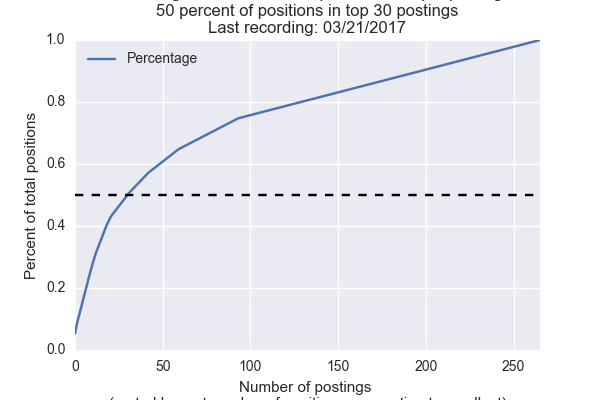 50 percent of positions in top 30 postings
Last recording: 03/21/2017
Percentage
Percent of total positions
1.0
0.8
0.6
0.4
0.2
0.0
0
50
100
150
200
250
Number of postings